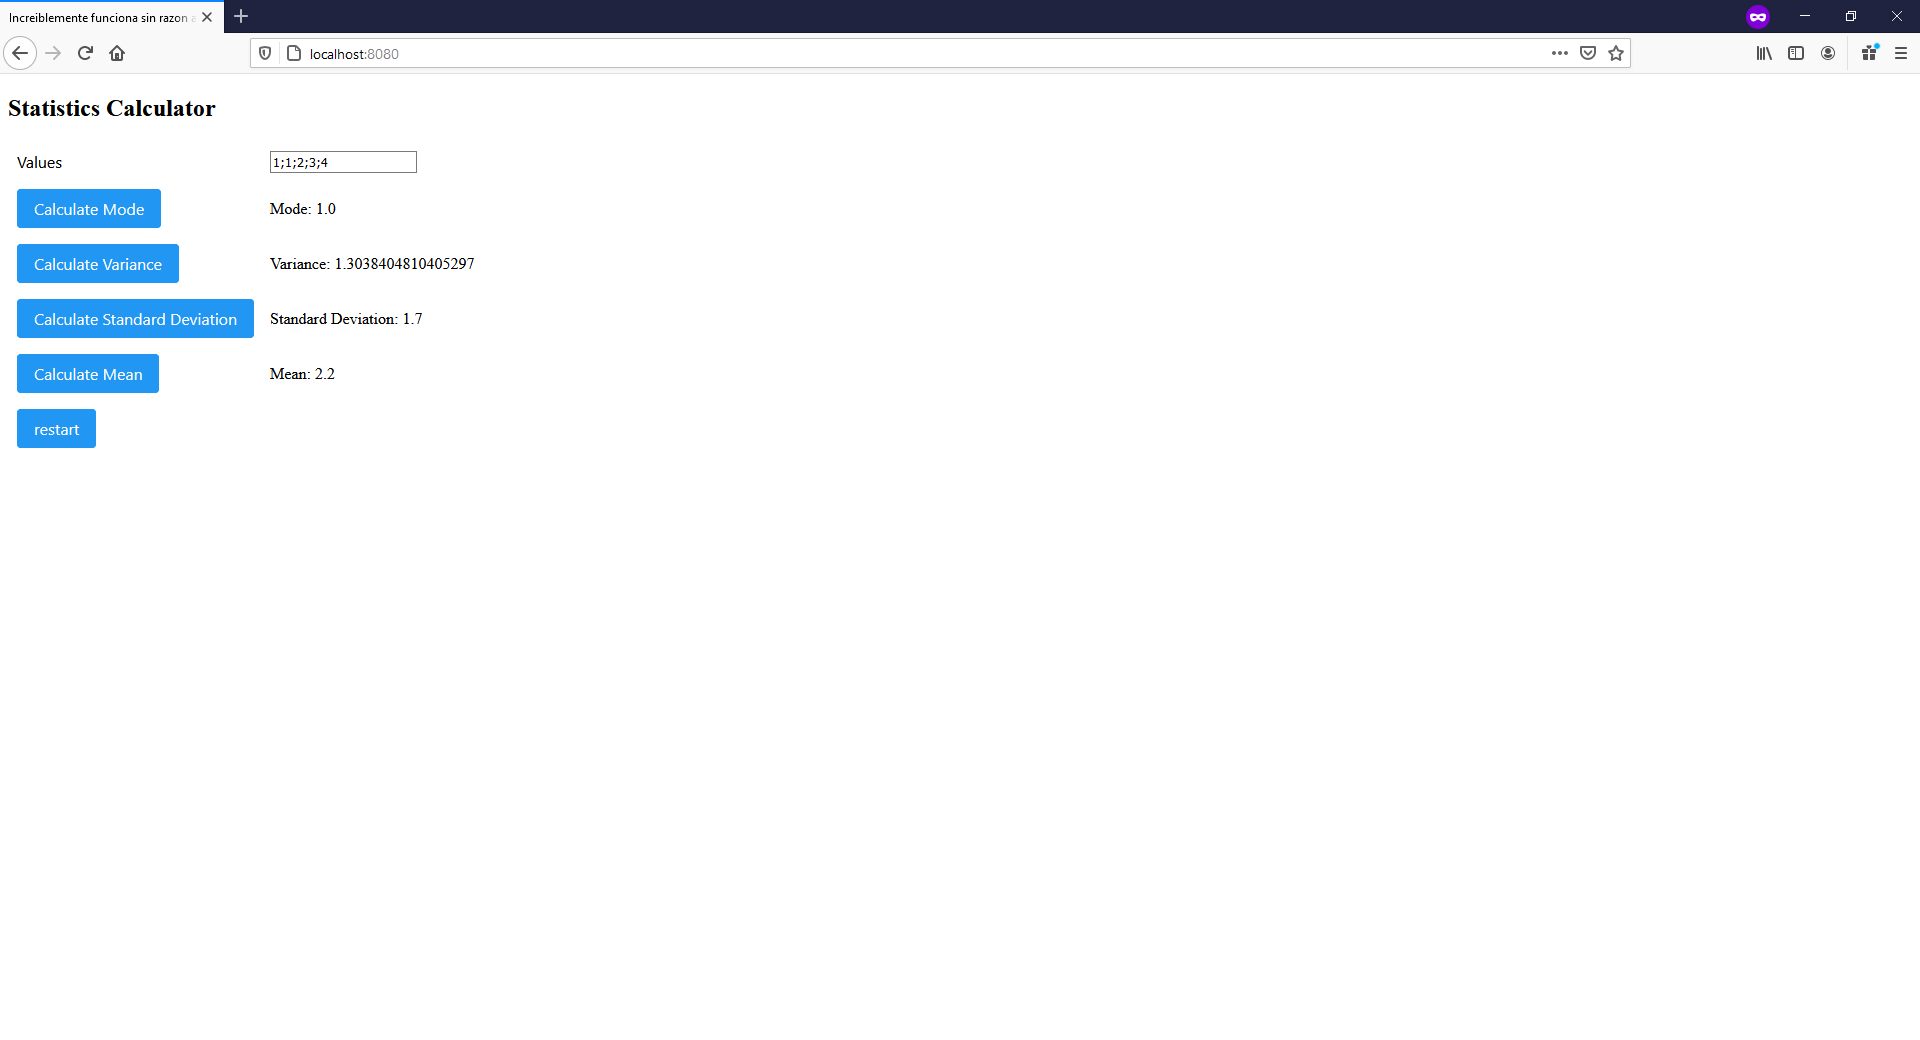 Increiblemente funciona sin razon a
localhost:8080
Statistics Calculator
Values
1;1;2;3;4
Calculate Mode
Mode: 1.0
Calculate Variance
Variance: 1.3038404810405297
Calculate Standard Deviation
Standard Deviation: 1.7
Calculate Mean
Mean: 2.2
restart